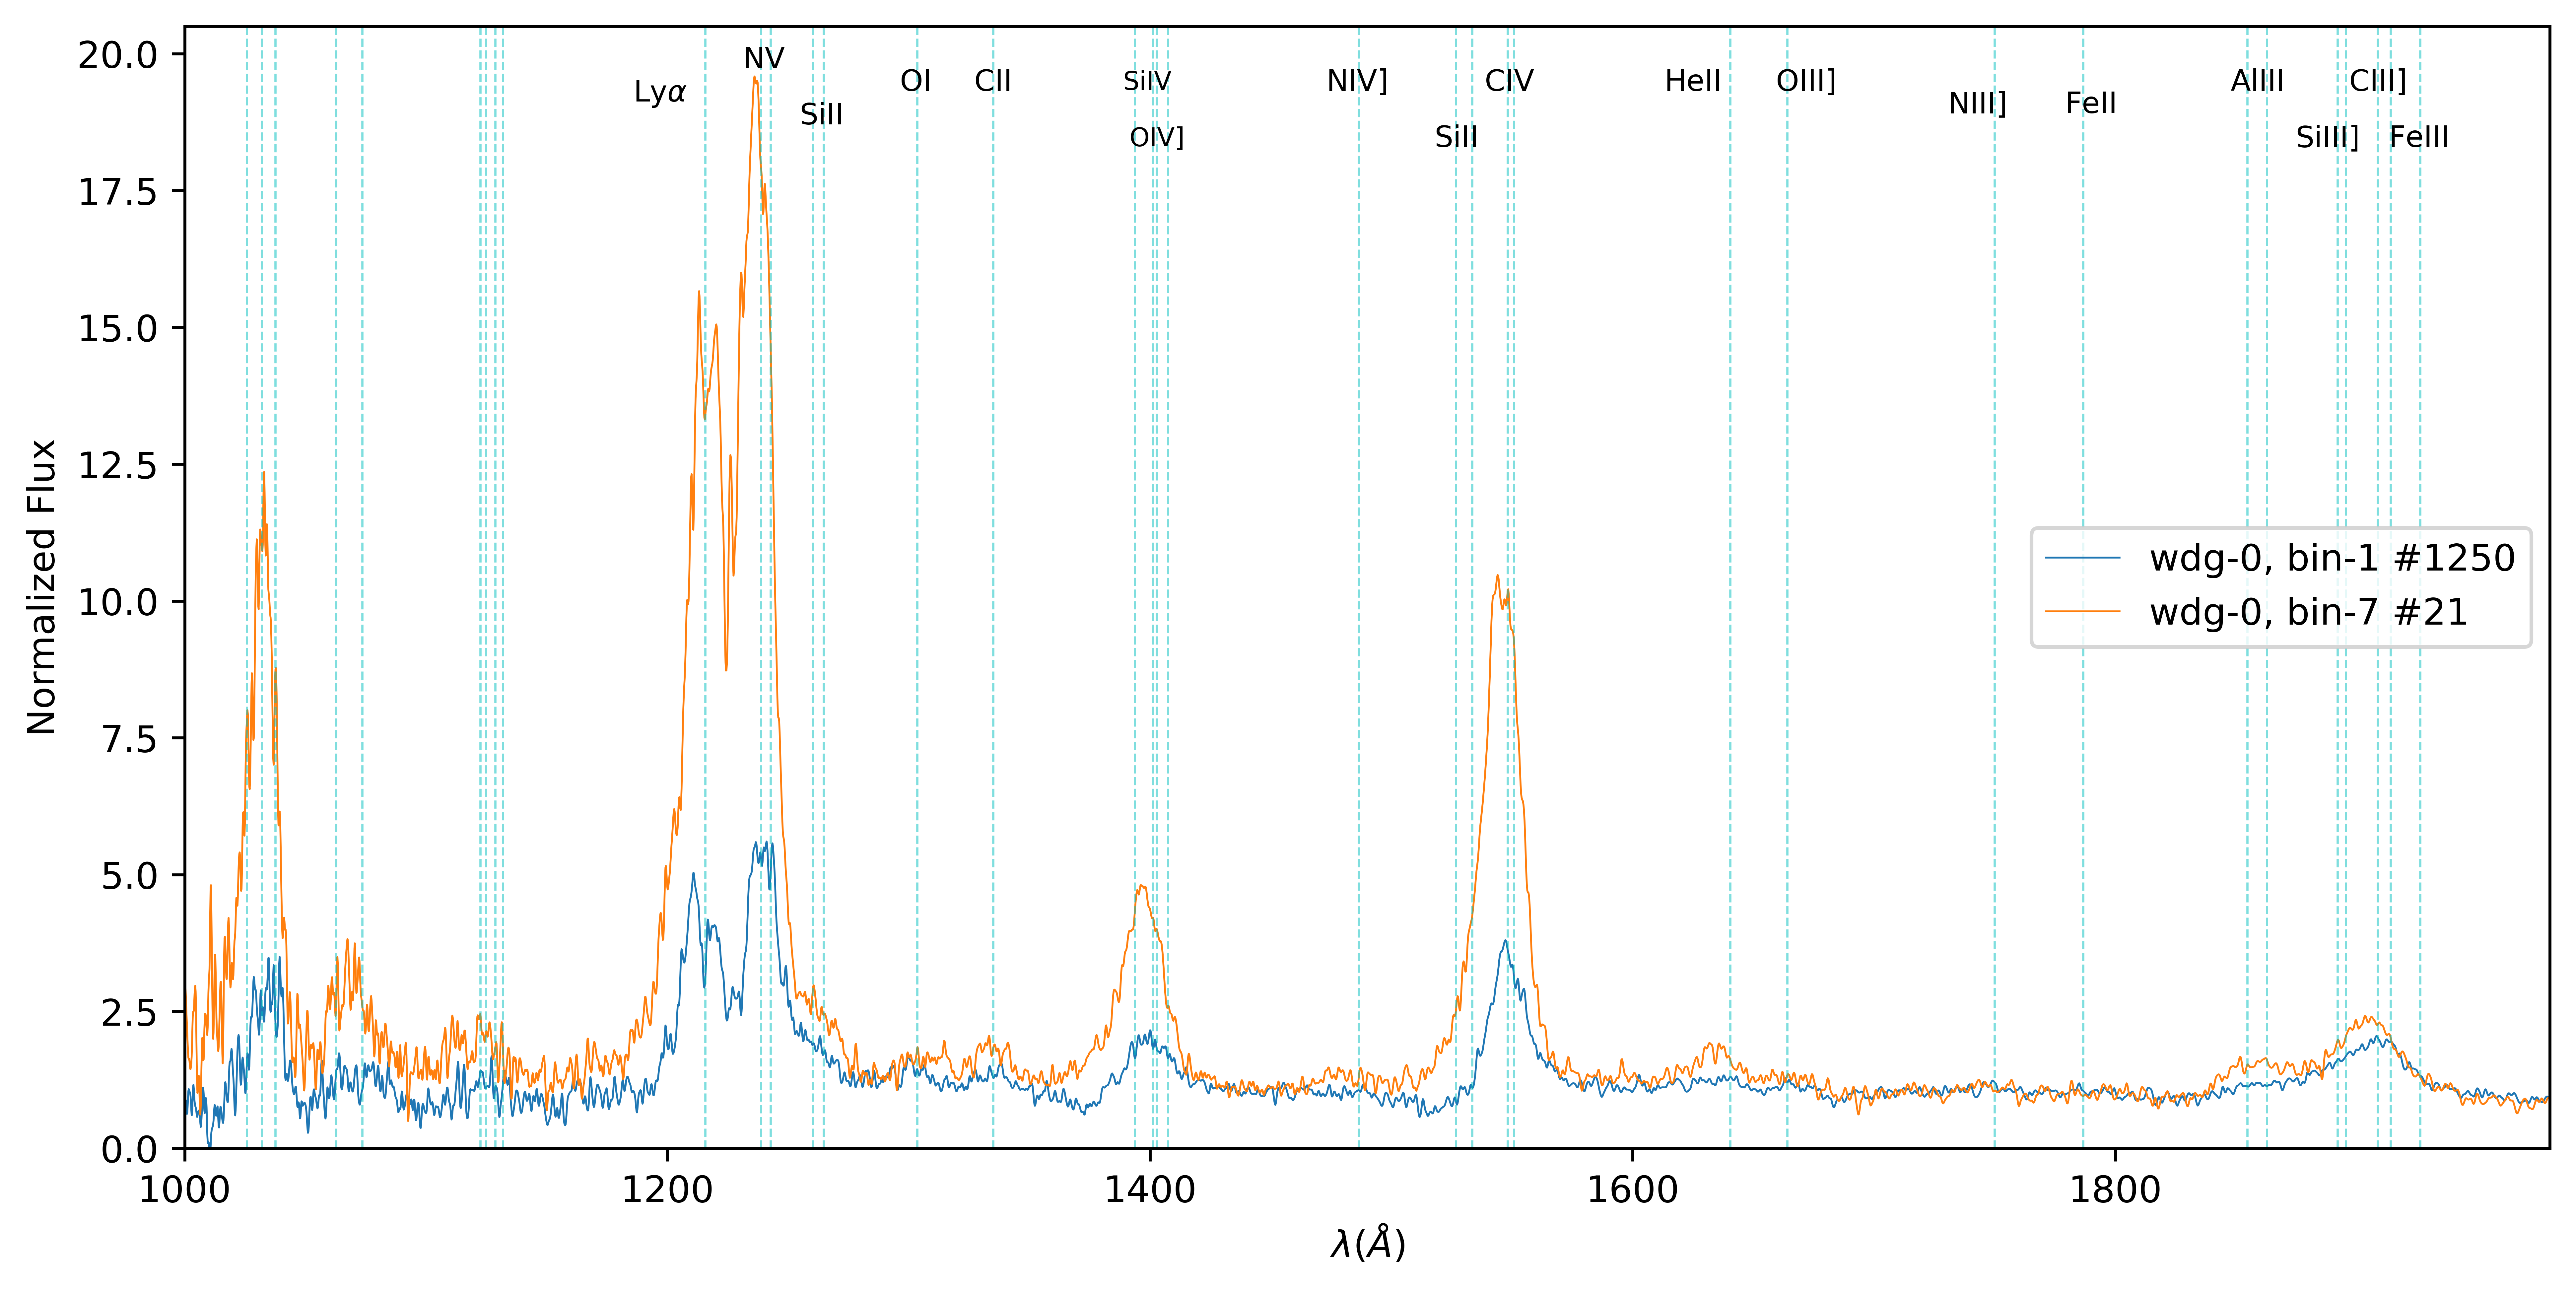 20.0
17.5
15.0
12.5
10.0
7.5
5.0
2.5
0.0
Normalized Flux
1000
1200
1400
1600
1800
λ(Å)
Lyα
NV
SiII
OI
CII
SiIV
OIV]
NIV]
SiII
CIV
HeII
OIII]
NIII]
FeII
AlIII
SiIII]
CIII]
FeIII
wdg-0, bin-1 #1250
wdg-0, bin-7 #21